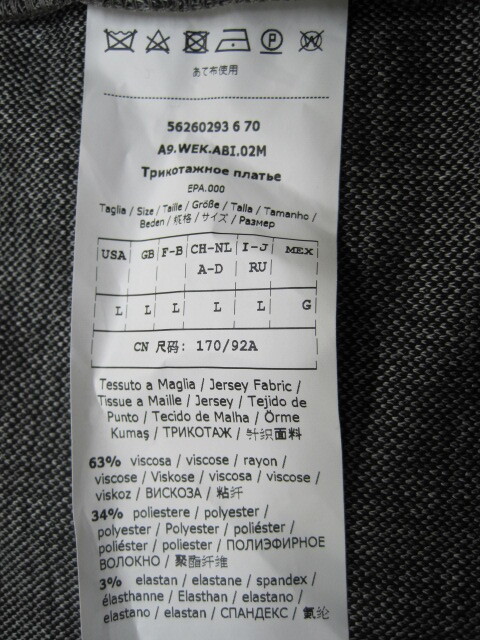 あて布使用
56260293 6 70
A9.WEK.ABI.02M
Трикотажное платье
EPA.000
Taglia / Size / Taille / Größe / Talla / Tamanho /
Beden / 规格 / サイズ / Размер
USA GB F-B CH-NL I-J MEX
A-D RU
L L L L L G
CN 尺码: 170/92A
Tessuto a Maglia / Jersey Fabric /
Tissue a Maille / Jersey / Tejido de
Punto / Tecido de Malha / Örme
Kumaş / ТРИКОТАЖ / 针织面料
63% viscosa / viscose / rayon /
viscose / Viskose / viscosa / viscose /
viskoz / ВИСКОЗА / 粘纤
34% poliestere / polyester /
polyester / Polyester / poliéster /
poliéster / poliester / ПОЛИЭФИРНОЕ
ВОЛОКНО / 聚酯纤维
3% elastan / elastane / spandex /
élasthanne / Elasthan / elastano /
elastano / elastan / СПАНДЕКС / 氨纶